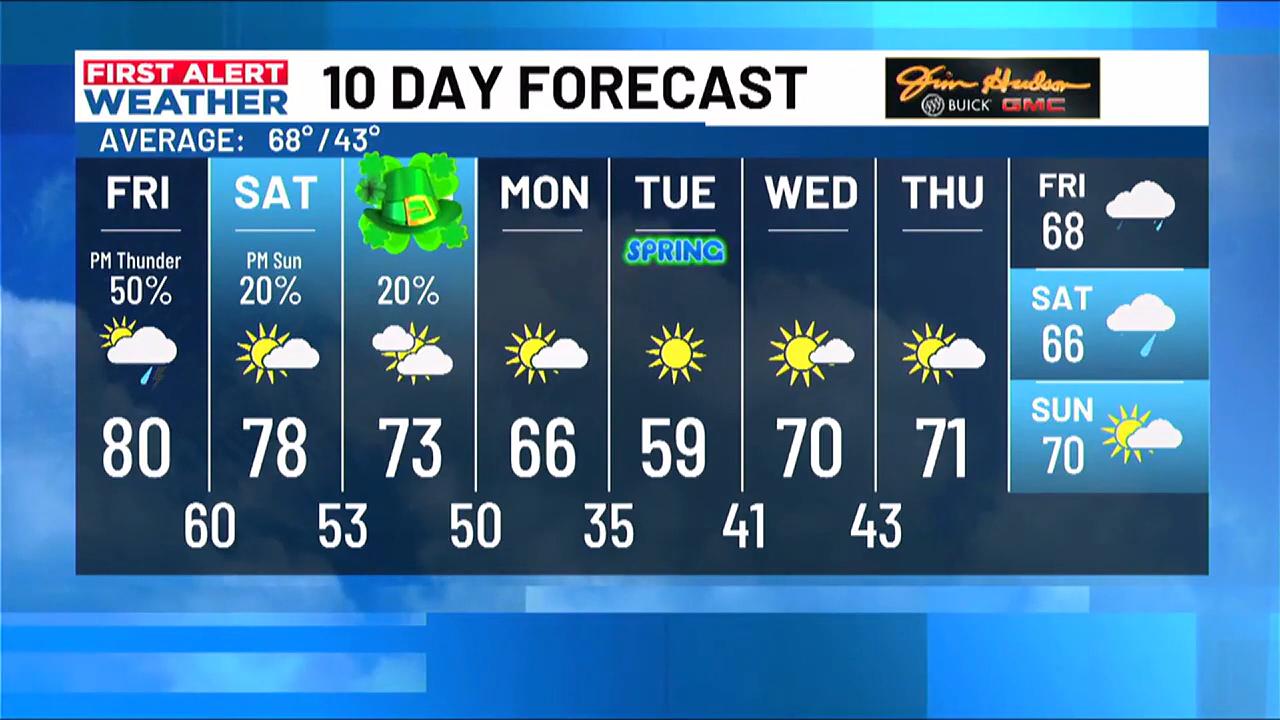 FIRST ALERT
WEATHER
10 DAY FORECAST
Jim Hudson
BUICK GMC
AVERAGE: 68°/43°
FRI
PM Thunder
50%
80
SAT
PM Sun
20%
78
20%
73
MON
66
TUE
SPRING
59
WED
70
THU
71
60 53 50 35 41 43
FRI
68
SAT
66
SUN
70